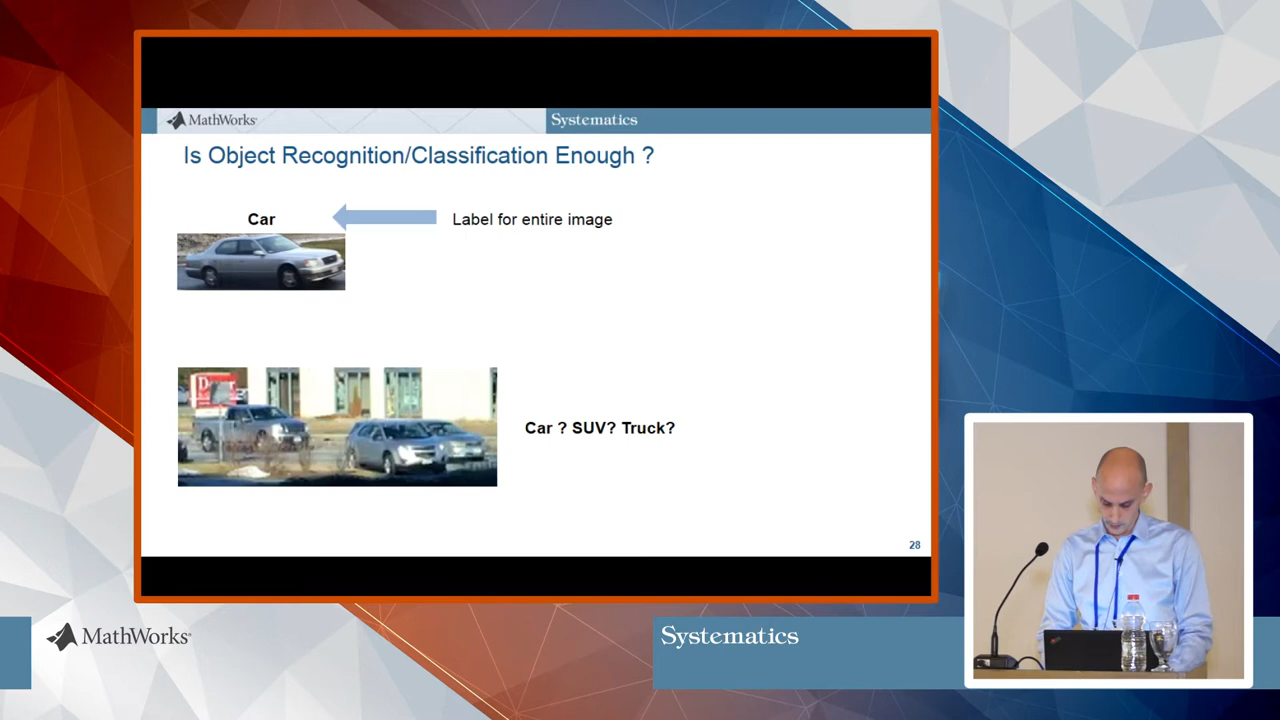 MathWorks®
Systematics
Is Object Recognition/Classification Enough ?
Car
Label for entire image
Car ? SUV? Truck?
28
MathWorks®
Systematics